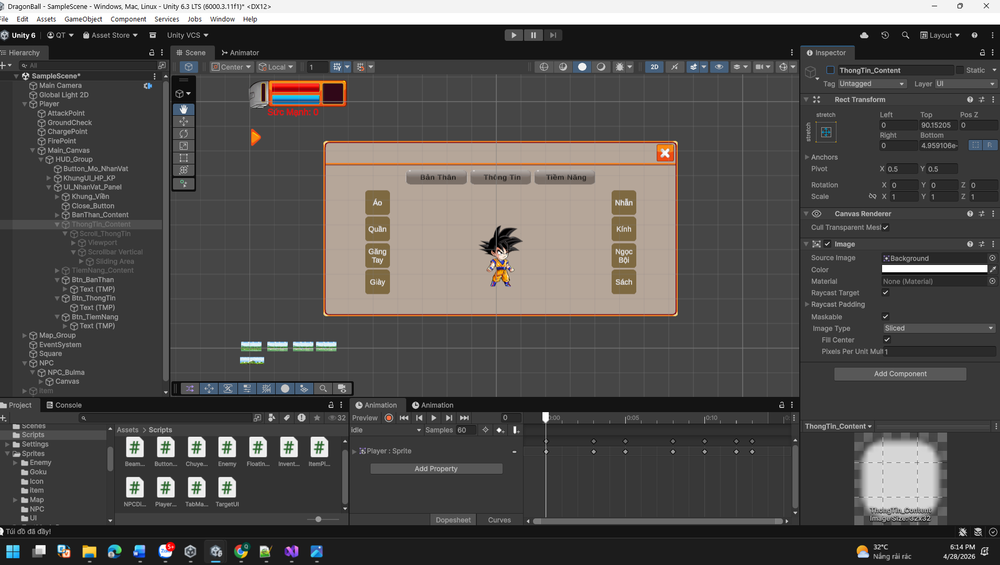 DragonBall - SampleScene - Windows, Mac, Linux - Unity 6.3 LTS (6000.3.11f1)* <DX12>
File Edit Assets GameObject Component Services Jobs Window Help
Unity 6 QT Asset Store Unity VCS Layout
Hierarchy
All
SampleScene*
Main Camera
Global Light 2D
Player
AttackPoint
GroundCheck
ChargePoint
FirePoint
Main_Canvas
HUD_Group
Button_Mo_NhanVat
KhungUI_HP_KP
UI_NhanVat_Panel
Khung_Viền
Close_Button
BanThan_Content
ThongTin_Content
Scroll_ThongTin
Viewport
Scrollbar Vertical
Sliding Area
TiemNang_Content
Btn_BanThan
Text (TMP)
Btn_ThongTin
Text (TMP)
Btn_TiemNang
Text (TMP)
Map_Group
EventSystem
Square
NPC
NPC_Bulma
Canvas
item
Scene Animator
Center Local 1 2D
Sức Mạnh: 0
Bản Thân Thông Tin Tiềm Năng
Áo
Quần
Găng
Tay
Giày
Nhẫn
Kính
Ngọc
Bội
Sách
Inspector
ThongTin_Content Static
Tag Untagged Layer UI
Rect Transform
stretch
stretch
Left Top Pos Z
0 90.15205 0
Right Bottom
0 4.959106e- R
Anchors
Pivot X 0.5 Y 0.5
Rotation X 0 Y 0 Z 0
Scale X 1 Y 1 Z 1
Canvas Renderer
Cull Transparent Mesl
Image
Source Image Background
Color
Material None (Material)
Raycast Target
Raycast Padding
Maskable
Image Type Sliced
Fill Center
Pixels Per Unit Mult 1
Add Component
ThongTin_Content
ThongTin_Content
Image Size: 32x32
Project Console
32
Scenes
Scripts
Settings
Sprites
Enemy
Goku
Icon
item
Map
NPC
UI
Assets > Scripts
Beam... Button... Chuye... Enemy Floatin... Invent... ItemPl...
NPCDi... Player... TabMa... TargetUI
Animation Animation
Preview 0
idle Samples 60
Player : Sprite
Add Property
Dopesheet Curves
0:00 0:05 0:10
Túi đồ đã đầy!
5+
32°C
Nắng rải rác
6:14 PM
4/28/2026